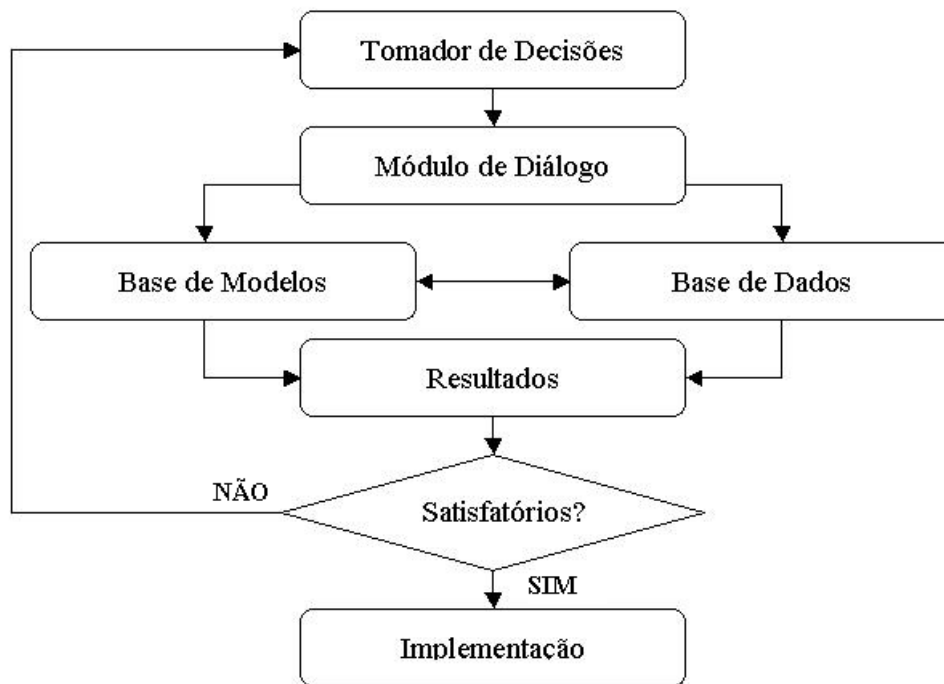 Tomador de Decisões
Módulo de Diálogo
Base de Modelos
Base de Dados
Resultados
NÃO
Satisfatórios?
SIM
Implementação